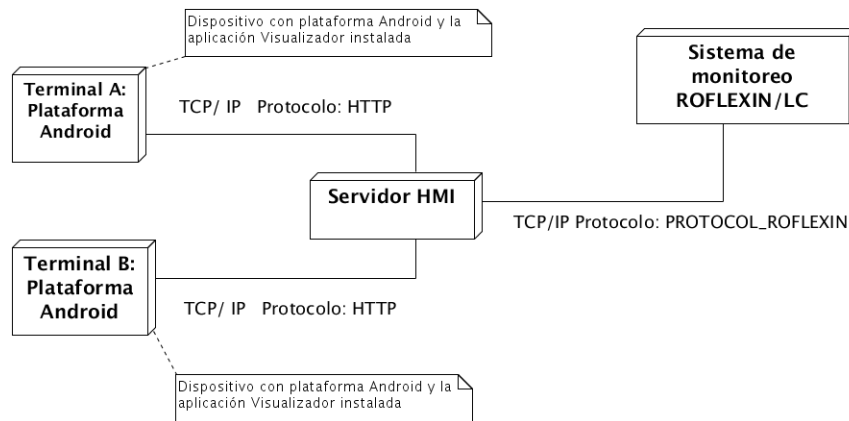 Dispositivo con plataforma Android y la
aplicación Visualizador instalada
Terminal A:
Plataforma
Android
TCP/ IP   Protocolo: HTTP
Sistema de
monitoreo
ROFLEXIN/LC
Servidor HMI
TCP/IP Protocolo: PROTOCOL_ROFLEXIN
Terminal B:
Plataforma
Android
TCP/ IP   Protocolo: HTTP
Dispositivo con plataforma Android y la
aplicación Visualizador instalada